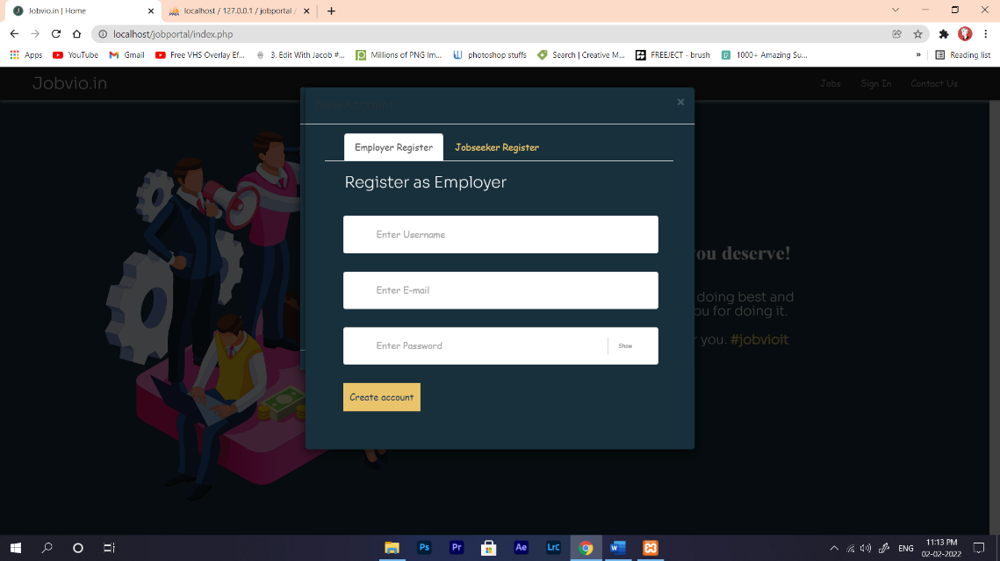 Jobvio.in | Home
localhost / 127.0.0.1 / jobportal /
localhost/jobportal/index.php
Apps
YouTube
Gmail
Free VHS Overlay Ef...
3. Edit With Jacob #...
Millions of PNG Im...
photoshop stuffs
Search | Creative M...
FREEJECT - brush
1000+ Amazing Su...
»
Reading list
Jobvio.in
Jobs
Sign In
Contact Us
×
Employer Register
Jobseeker Register
Register as Employer
Enter Username
Enter E-mail
Enter Password
Show
Create account
ou deserve!
doing best and
ou for doing it.
you. #jobvioit
Ps
Pr
Ae
LrC
W
ENG
11:13 PM
02-02-2022